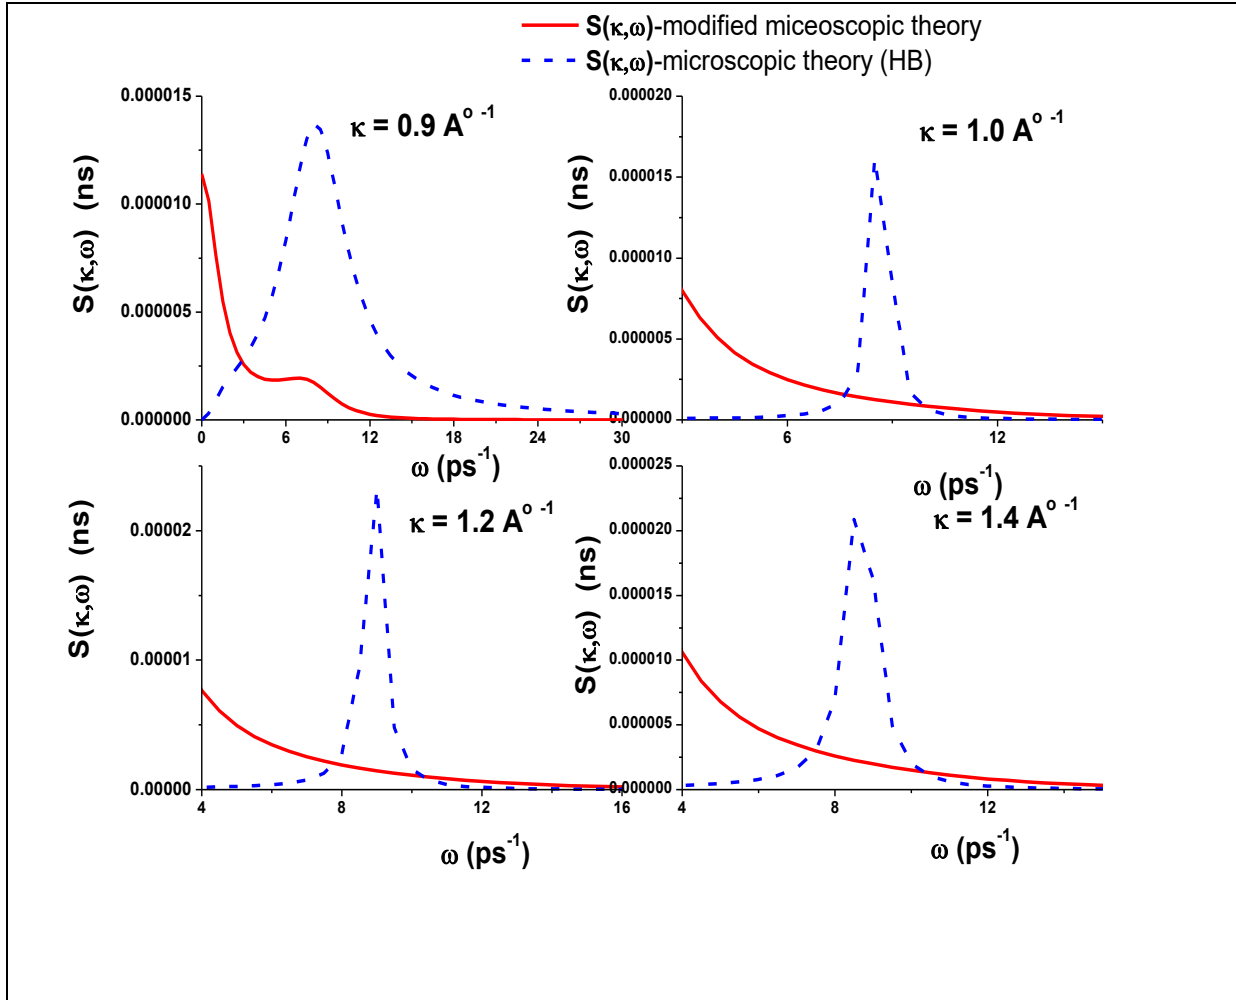 S(κ,ω)-modified miceoscopic theory
S(κ,ω)-microscopic theory (HB)
0.000015
0.000010
0.000005
0.000000
S(κ,ω) (ns)
κ = 0.9 A^o -1
0 6 12 18 24 30
ω (ps^-1)
0.000020
0.000015
0.000010
0.000005
0.000000
S(κ,ω) (ns)
κ = 1.0 A^o -1
6 12
ω (ps^-1)
0.00002
0.00001
0.00000
S(κ,ω) (ns)
κ = 1.2 A^o -1
4 8 12 16
ω (ps^-1)
0.000025
0.000020
0.000015
0.000010
0.000005
0.000000
S(κ,ω) (ns)
κ = 1.4 A^o -1
4 8 12
ω (ps^-1)